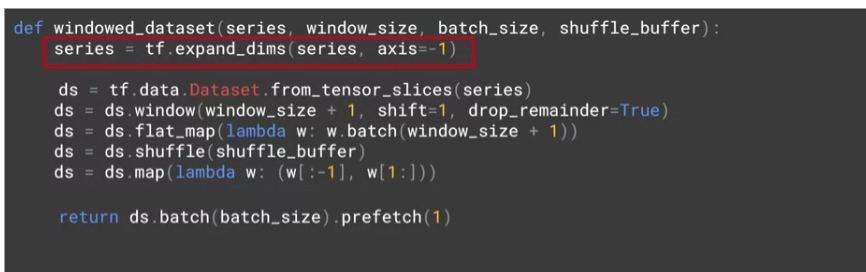 def windowed_dataset(series, window_size, batch_size, shuffle_buffer):
    series = tf.expand_dims(series, axis=-1)
    ds = tf.data.Dataset.from_tensor_slices(series)
    ds = ds.window(window_size + 1, shift=1, drop_remainder=True)
    ds = ds.flat_map(lambda w: w.batch(window_size + 1))
    ds = ds.shuffle(shuffle_buffer)
    ds = ds.map(lambda w: (w[:-1], w[1:]))
    return ds.batch(batch_size).prefetch(1)